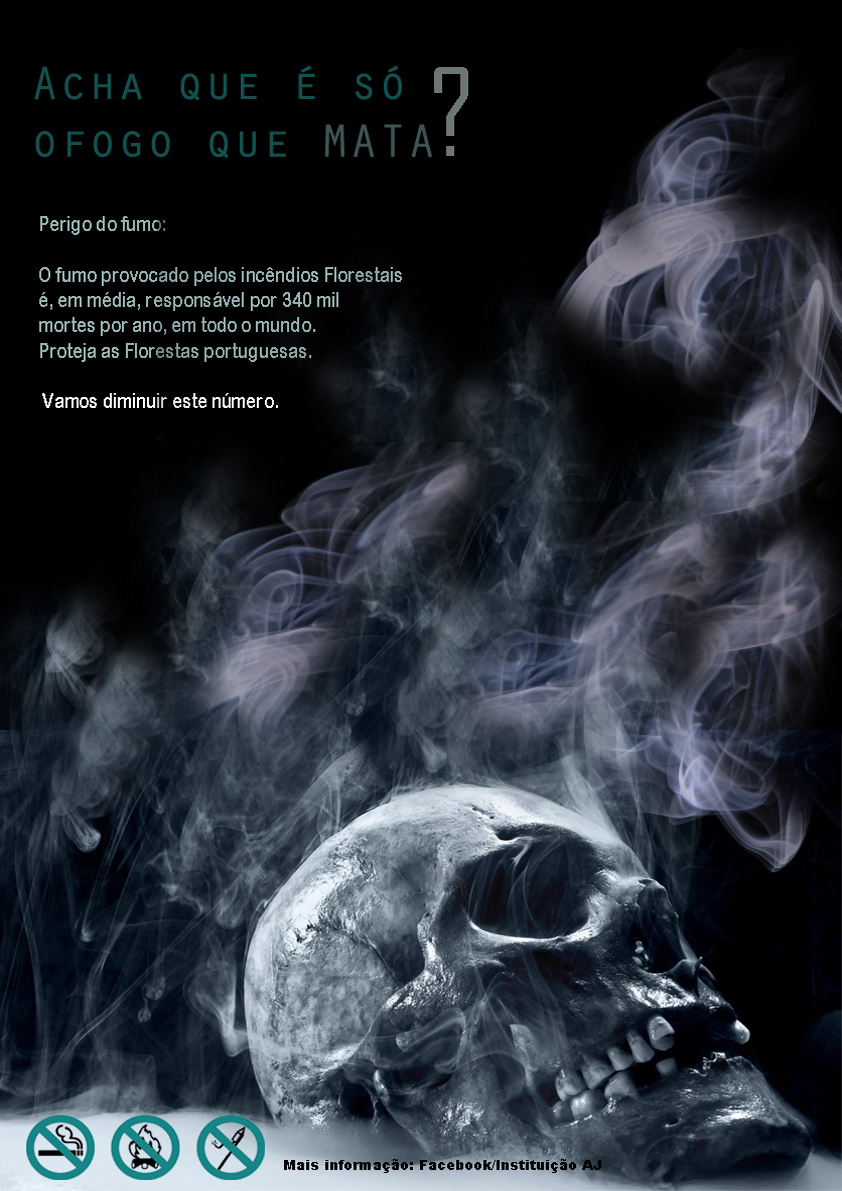 Acha que é só
ofogo que MATA?
Perigo do fumo:
O fumo provocado pelos incêndios Florestais
é, em média, responsável por 340 mil
mortes por ano, em todo o mundo.
Proteja as Florestas portuguesas.
Vamos diminuir este número.
Mais informação: Facebook/Instituição AJ